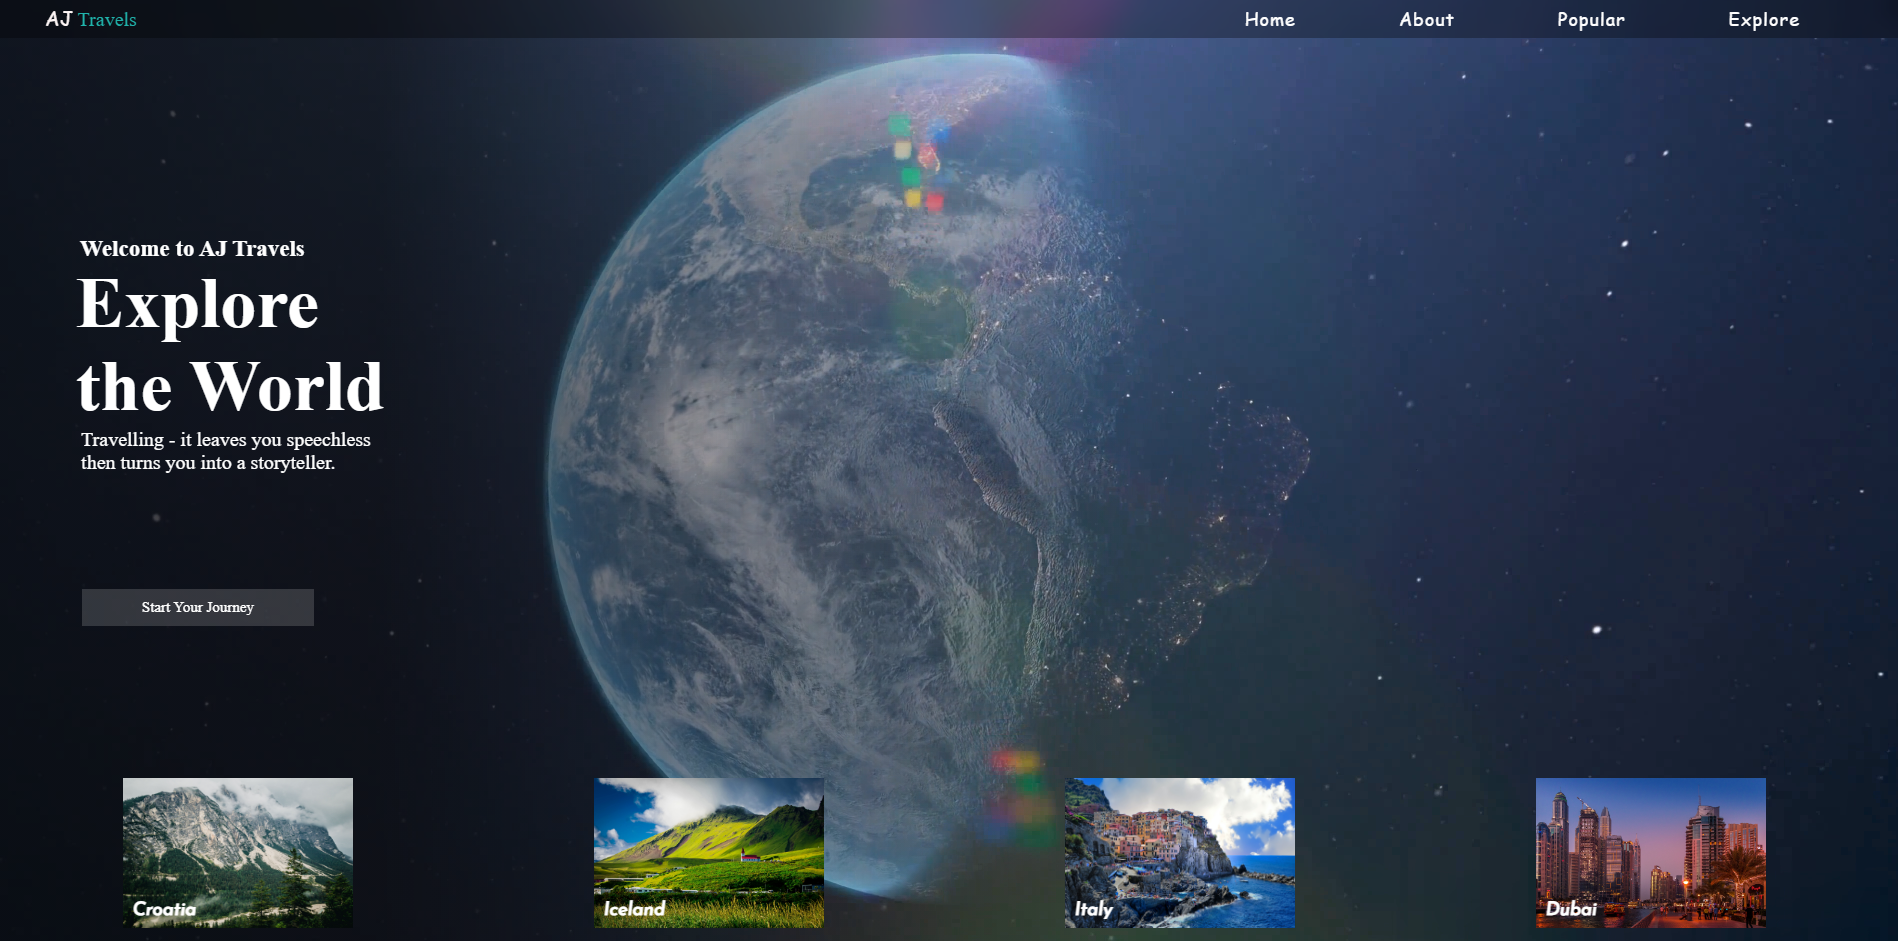 AJ Travels
Home
About
Popular
Explore
Welcome to AJ Travels
Explore
the World
Travelling - it leaves you speechless
then turns you into a storyteller.
Start Your Journey
Croatia
Iceland
Italy
Dubai